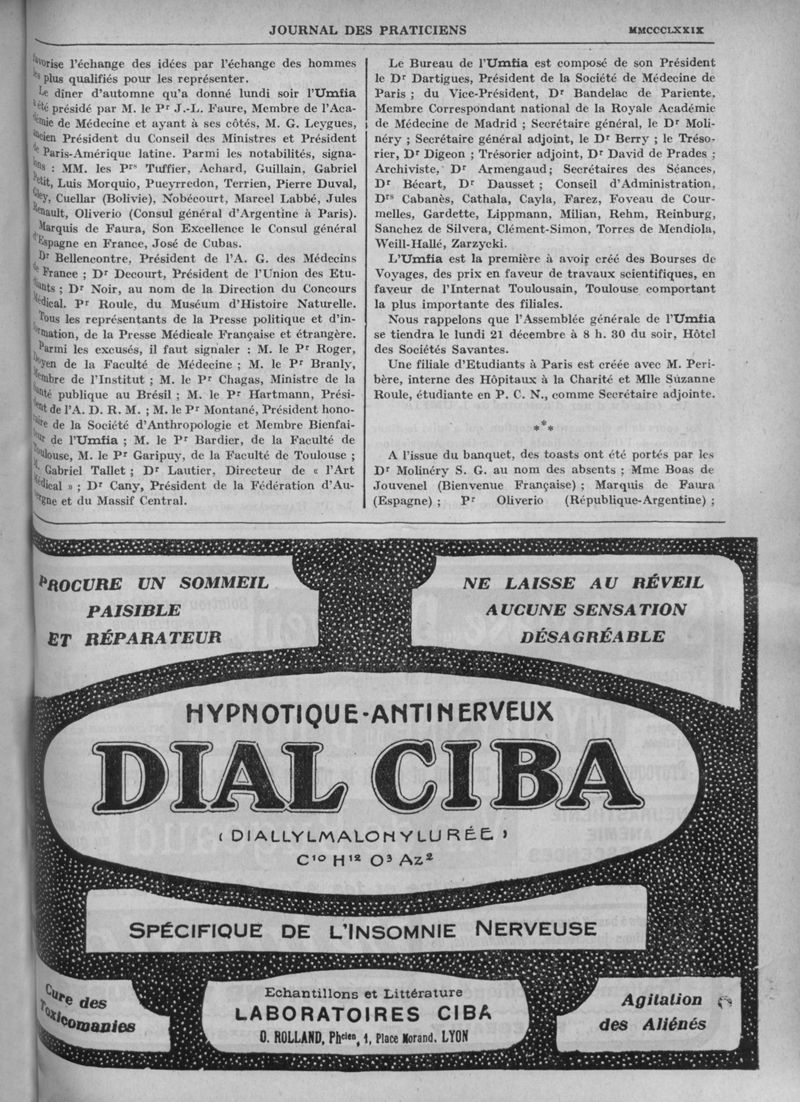 JOURNAL DES PRATICIENS
MMCCCLXXIX
favorise l'échange des idées par l'échange des hommes
les plus qualifiés pour les représenter.
Le dîner d'automne qu'a donné lundi soir l'Umfia
a été présidé par M. le Pr J.-L. Faure, Membre de l'Aca-
démie de Médecine et ayant à ses côtés, M. G. Leygues,
ancien Président du Conseil des Ministres et Président
de Paris-Amérique latine. Parmi les notabilités, signa-
lons : MM. les Prs Tuffier, Achard, Guillain, Gabriel
Petit, Luis Morquio, Pueyrredon, Terrien, Pierre Duval,
Gley, Cuellar (Bolivie), Nobécourt, Marcel Labbé, Jules
Renault, Oliverio (Consul général d'Argentine à Paris).
Marquis de Faura, Son Excellence le Consul général
d'Espagne en France, José de Cubas.
Dr Bellencontre, Président de l'A. G. des Médecins
de France ; Dr Decourt, Président de l'Union des Etu-
diants ; Dr Noir, au nom de la Direction du Concours
Médical. Pr Roule, du Muséum d'Histoire Naturelle.
Tous les représentants de la Presse politique et d'in-
formation, de la Presse Médicale Française et étrangère.
Parmi les excusés, il faut signaler : M. le Pr Roger,
Doyen de la Faculté de Médecine ; M. le Pr Branly,
Membre de l'Institut ; M. le Pr Chagas, Ministre de la
Santé publique au Brésil ; M. le Pr Hartmann, Prési-
dent de l'A. D. R. M. ; M. le Pr Montané, Président hono-
raire de la Société d'Anthropologie et Membre Bienfai-
teur de l'Umfia ; M. le Pr Bardier, de la Faculté de
Toulouse, M. le Pr Garipuy, de la Faculté de Toulouse ;
M. Gabriel Tallet ; Dr Lautier, Directeur de « l'Art
Médical » ; Dr Cany, Président de la Fédération d'Au-
vergne et du Massif Central.
Le Bureau de l'Umfia est composé de son Président
le Dr Dartigues, Président de la Société de Médecine de
Paris ; du Vice-Président, Dr Bandelac de Pariente,
Membre Correspondant national de la Royale Académie
de Médecine de Madrid ; Secrétaire général, le Dr Moli-
néry ; Secrétaire général adjoint, le Dr Berry ; le Tréso-
rier, Dr Digeon ; Trésorier adjoint, Dr David de Prades ;
Archiviste, Dr Armengaud ; Secrétaires des Séances,
Dr Bécart, Dr Dausset ; Conseil d'Administration,
Drs Cabanès, Cathala, Cayla, Farez, Foveau de Cour-
melles, Gardette, Lippmann, Milian, Rehm, Reinburg,
Sanchez de Silvera, Clément-Simon, Torres de Mendiola,
Weill-Hallé, Zarzycki.
L'Umfia est la première à avoir créé des Bourses de
Voyages, des prix en faveur de travaux scientifiques, en
faveur de l'Internat Toulousain, Toulouse comportant
la plus importante des filiales.
Nous rappelons que l'Assemblée générale de l'Umfia
se tiendra le lundi 21 décembre à 8 h. 30 du soir, Hôtel
des Sociétés Savantes.
Une filiale d'Etudiants à Paris est créée avec M. Peri-
bère, interne des Hôpitaux à la Charité et Mlle Suzanne
Roule, étudiante en P. C. N., comme Secrétaire adjointe.
***
A l'issue du banquet, des toasts ont été portés par les
Dr Molinéry S. G. au nom des absents ; Mme Boas de
Jouvenel (Bienvenue Française) ; Marquis de Faura
(Espagne) ; Pr Oliverio (République-Argentine) ;
PROCURE UN SOMMEIL
PAISIBLE
ET RÉPARATEUR
NE LAISSE AU RÉVEIL
AUCUNE SENSATION
DÉSAGRÉABLE
HYPNOTIQUE-ANTINERVEUX
DIAL CIBA
(DIALLYLMALONYLURÉE)
C10 H12 O3 Az2
SPÉCIFIQUE DE L'INSOMNIE NERVEUSE
Cure des
Toxicomanies
Echantillons et Littérature
LABORATOIRES CIBA
O. ROLLAND, Phcien, 1, Place Morand, LYON
Agitation
des Aliénés